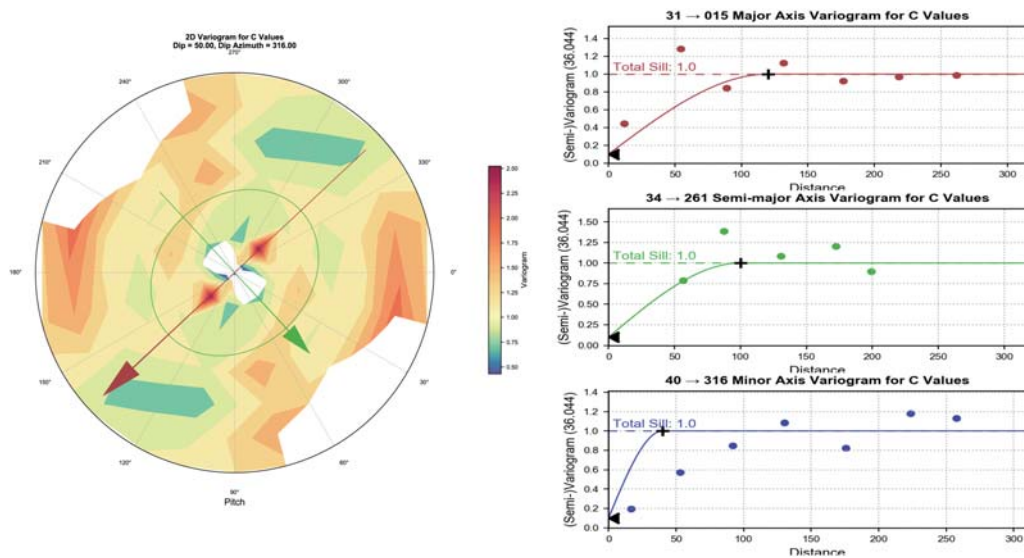 2D Variogram for C Values
Dip = 50.00, Dip Azimuth = 316.00
270°
240°
300°
210°
330°
180°
0°
150°
30°
120°
60°
90°
Pitch
2.50
2.25
2.00
1.75
1.50
1.25
1.00
0.75
0.50
Variogram
31 → 015 Major Axis Variogram for C Values
(Semi-)Variogram (36.044)
1.4
1.2
1.0
0.8
0.6
0.4
0.2
0.0
Total Sill: 1.0
0 50 100 150 200 250 300
Distance
34 → 261 Semi-major Axis Variogram for C Values
(Semi-)Variogram (36.044)
1.50
1.25
1.00
0.75
0.50
0.25
0.00
Total Sill: 1.0
0 50 100 150 200 250 300
Distance
40 → 316 Minor Axis Variogram for C Values
(Semi-)Variogram (36.044)
1.4
1.2
1.0
0.8
0.6
0.4
0.2
0.0
Total Sill: 1.0
0 50 100 150 200 250 300
Distance